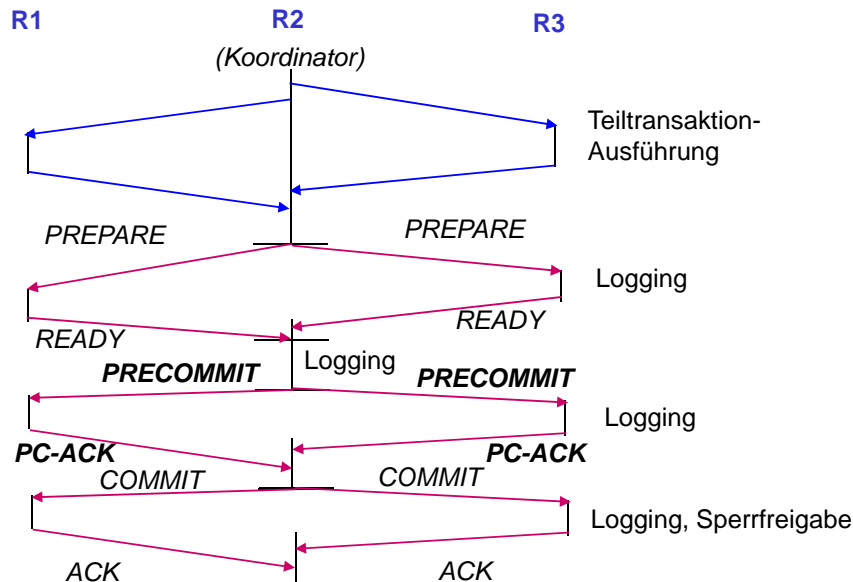 R1 R2 R3
(Koordinator)
Teiltransaktion-
Ausführung
PREPARE PREPARE
Logging
READY READY
Logging
PRECOMMIT PRECOMMIT
Logging
PC-ACK PC-ACK
COMMIT COMMIT
Logging, Sperrfreigabe
ACK ACK